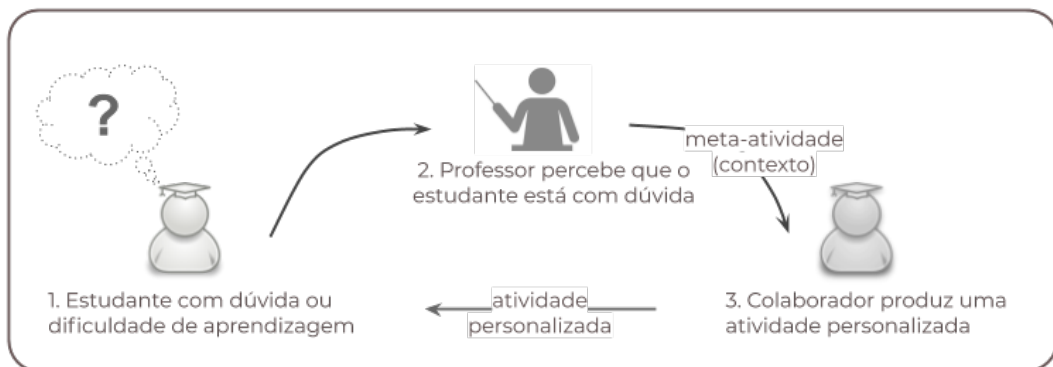 ?
2. Professor percebe que o
estudante está com dúvida
meta-atividade
(contexto)
1. Estudante com dúvida ou
dificuldade de aprendizagem
atividade
personalizada
3. Colaborador produz uma
atividade personalizada